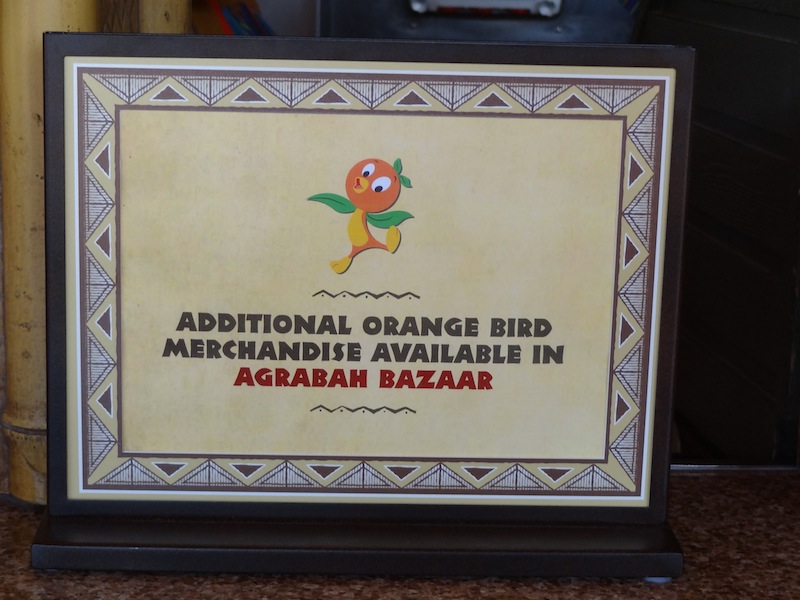 ADDITIONAL ORANGE BIRD
MERCHANDISE AVAILABLE IN
AGRABAH BAZAAR